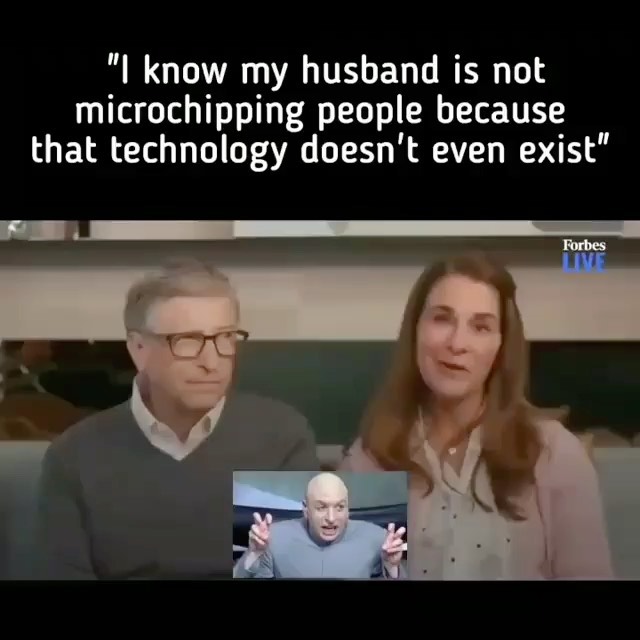 "I know my husband is not
microchipping people because
that technology doesn't even exist"
Forbes
LIVE